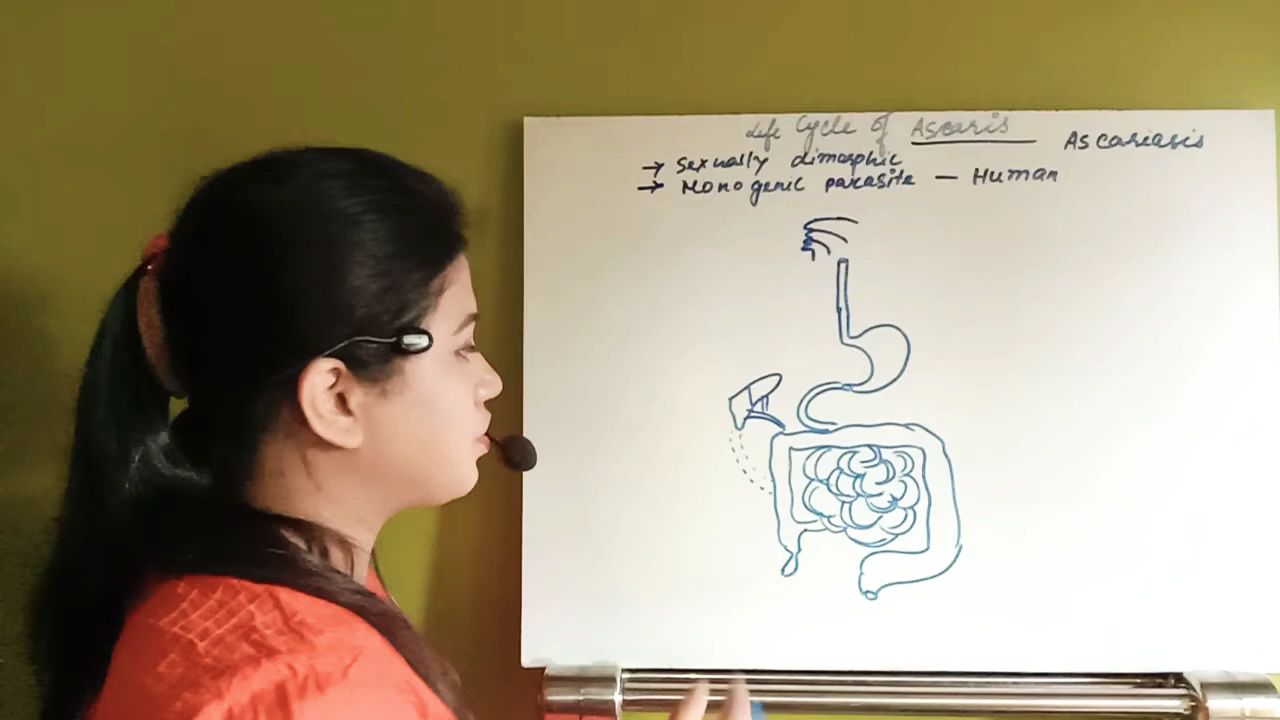 Life Cycle of Ascaris
Ascariasis
→ Sexually dimorphic
→ Monogenic parasite — Human